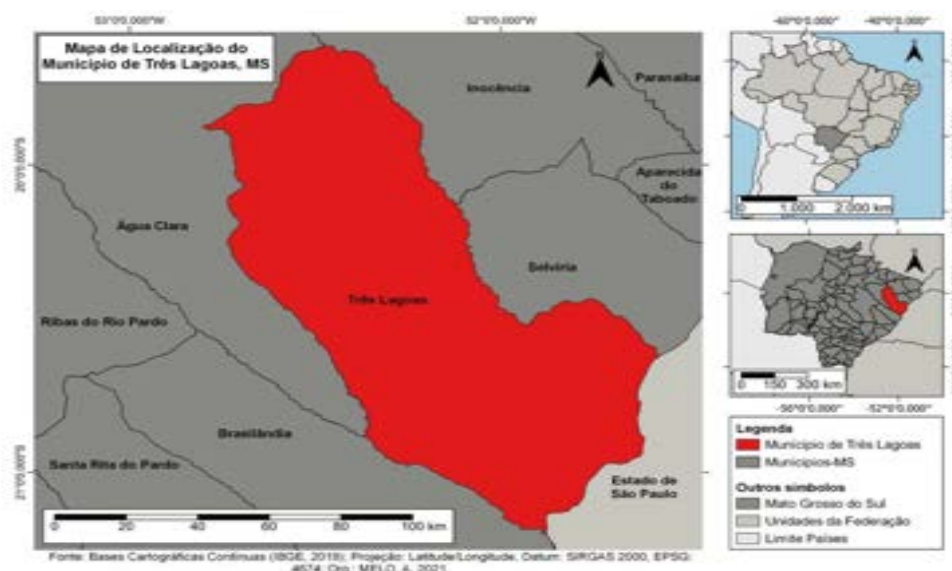 53°0'0.000"W
52°0'0.000"W
Mapa de Localização do
Municipio de Três Lagoas, MS
Paranaíba
Inocência
20°0'0.000"S
Aparecida
do
Taboado
Água Clara
Selvíria
Três Lagoas
Ribas do Rio Pardo
Brasilândia
Santa Rita do Pardo
21°0'0.000"S
Estado de
São Paulo
0 20 40 60 80 100 km
Fonte: Bases Cartográficas Contínuas (IBGE, 2019); Projeção: Latitude/Longitude, Datum: SIRGAS 2000, EPSG:
4674; Org.: MELO, A. 2021
-60°0'0.000" -40°0'0.000"
0 1.000 2.000 km
0 150 300 km
-56°0'0.000" -52°0'0.000"
Legenda
Municipio de Três Lagoas
Municipios-MS
Outros símbolos
Mato Grosso do Sul
Unidades da Federação
Limite Países